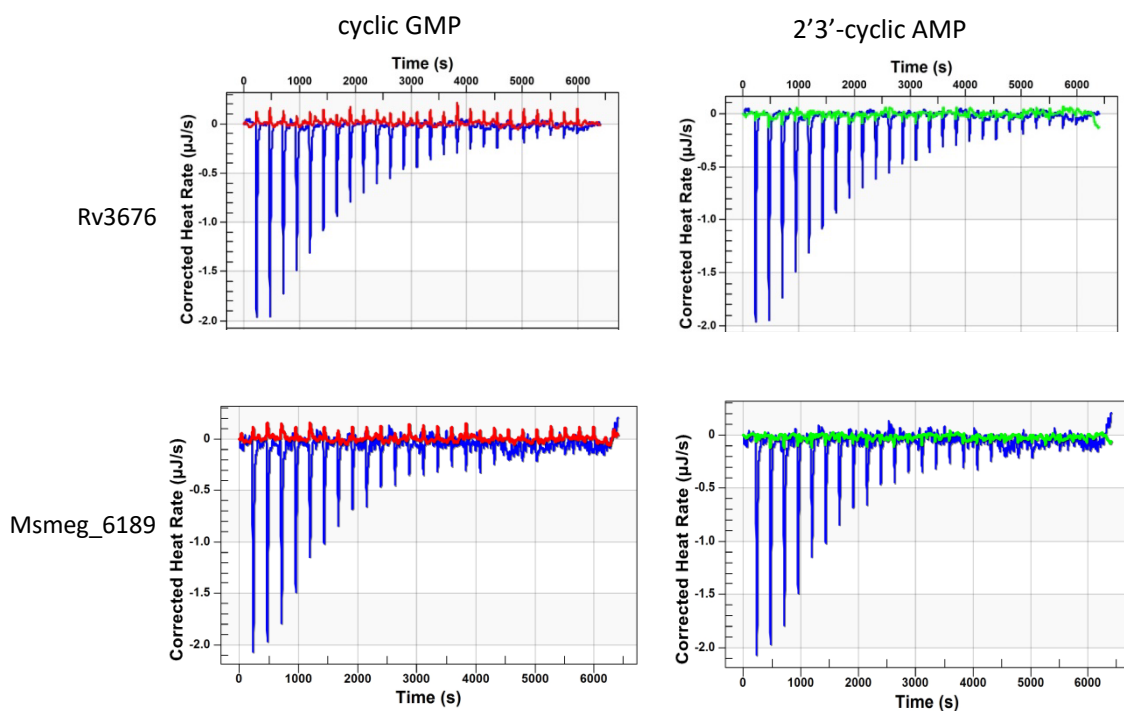 cyclic GMP
2'3'-cyclic AMP
Time (s)
0 1000 2000 3000 4000 5000 6000
Time (s)
0 1000 2000 3000 4000 5000 6000
Rv3676
Corrected Heat Rate (µJ/s)
0
-0.5
-1.0
-1.5
-2.0
Corrected Heat Rate (µJ/s)
0
-0.5
-1.0
-1.5
-2.0
Msmeg_6189
Corrected Heat Rate (µJ/s)
0
-0.5
-1.0
-1.5
-2.0
0 1000 2000 3000 4000 5000 6000
Time (s)
Corrected Heat Rate (µJ/s)
0
-0.5
-1.0
-1.5
-2.0
0 1000 2000 3000 4000 5000 6000
Time (s)